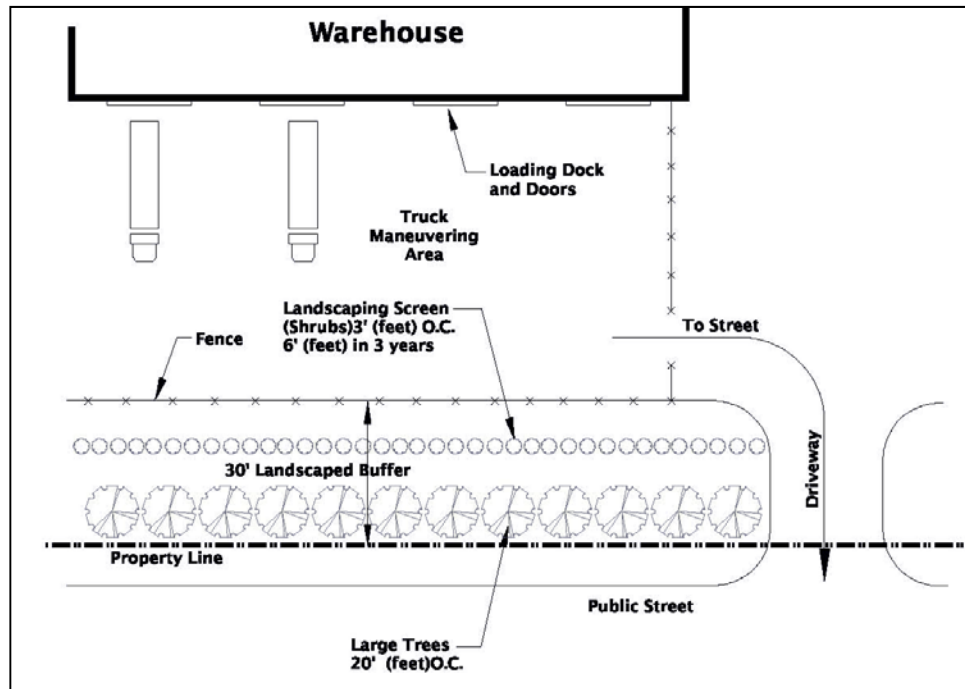 Warehouse
Loading Dock
and Doors
Truck
Maneuvering
Area
Landscaping Screen
(Shrubs)3' (feet) O.C.
6' (feet) in 3 years
To Street
Fence
30' Landscaped Buffer
Driveway
Property Line
Public Street
Large Trees
20' (feet)O.C.